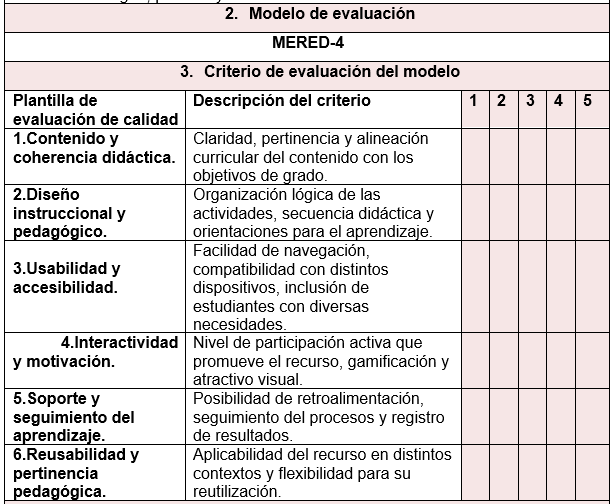 2. Modelo de evaluación
MERED-4
3. Criterio de evaluación del modelo
Plantilla de evaluación de calidad
Descripción del criterio
1 2 3 4 5
1.Contenido y
coherencia didáctica.
Claridad, pertinencia y alineación
curricular del contenido con los
objetivos de grado.
2.Diseño
instruccional y
pedagógico.
Organización lógica de las
actividades, secuencia didáctica y
orientaciones para el aprendizaje.
3.Usabilidad y
accesibilidad.
Facilidad de navegación,
compatibilidad con distintos
dispositivos, inclusión de
estudiantes con diversas
necesidades.
4.Interactividad
y motivación.
Nivel de participación activa que
promueve el recurso, gamificación y
atractivo visual.
5.Soporte y
seguimiento del
aprendizaje.
Posibilidad de retroalimentación,
seguimiento del procesos y registro
de resultados.
6.Reusabilidad y
pertinencia
pedagógica.
Aplicabilidad del recurso en distintos
contextos y flexibilidad para su
reutilización.